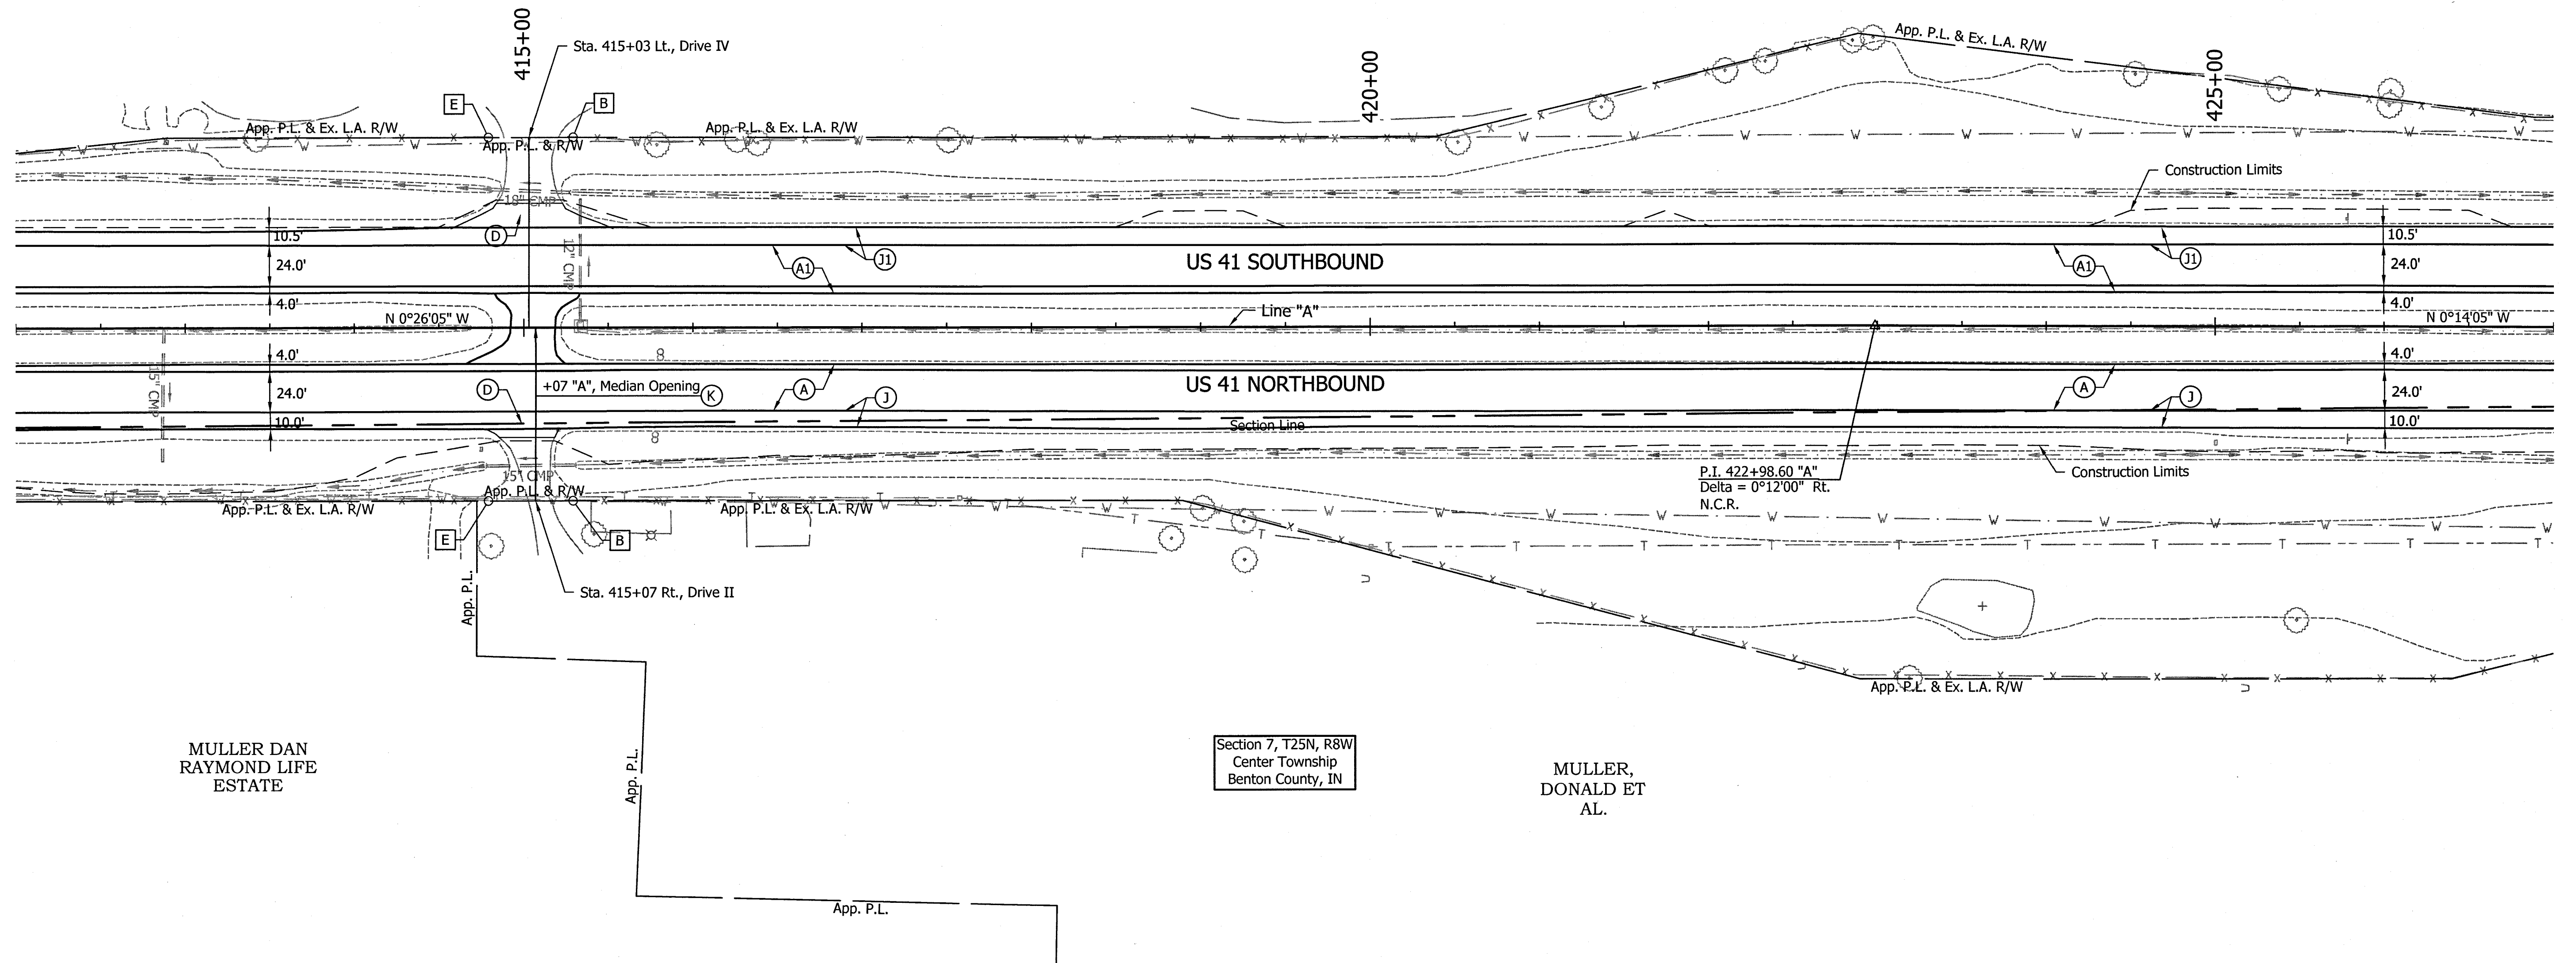 415+00
420+00
425+00
Sta. 415+03 Lt., Drive IV
App. P.L. & Ex. L.A. R/W
E
B
App. P.L. & Ex. L.A. R/W
App. P.L. & Ex. L.A. R/W
App. P.L. & R/W
Construction Limits
18" CMP
D
10.5'
10.5'
12" CMP
24.0'
A1
J1
US 41 SOUTHBOUND
A1
J1
24.0'
4.0'
4.0'
N 0°26'05" W
Line "A"
N 0°14'05" W
4.0'
4.0'
15" CMP
24.0'
D
+07 "A", Median Opening
K
A
J
US 41 NORTHBOUND
A
J
24.0'
10.0'
Section Line
10.0'
15" CMP
P.I. 422+98.60 "A"
Delta = 0°12'00" Rt.
N.C.R.
Construction Limits
App. P.L. & R/W
App. P.L. & Ex. L.A. R/W
App. P.L. & Ex. L.A. R/W
E
B
App. P.L.
Sta. 415+07 Rt., Drive II
App. P.L. & Ex. L.A. R/W
MULLER DAN
RAYMOND LIFE
ESTATE
App. P.L.
Section 7, T25N, R8W
Center Township
Benton County, IN
MULLER,
DONALD ET
AL.
App. P.L.